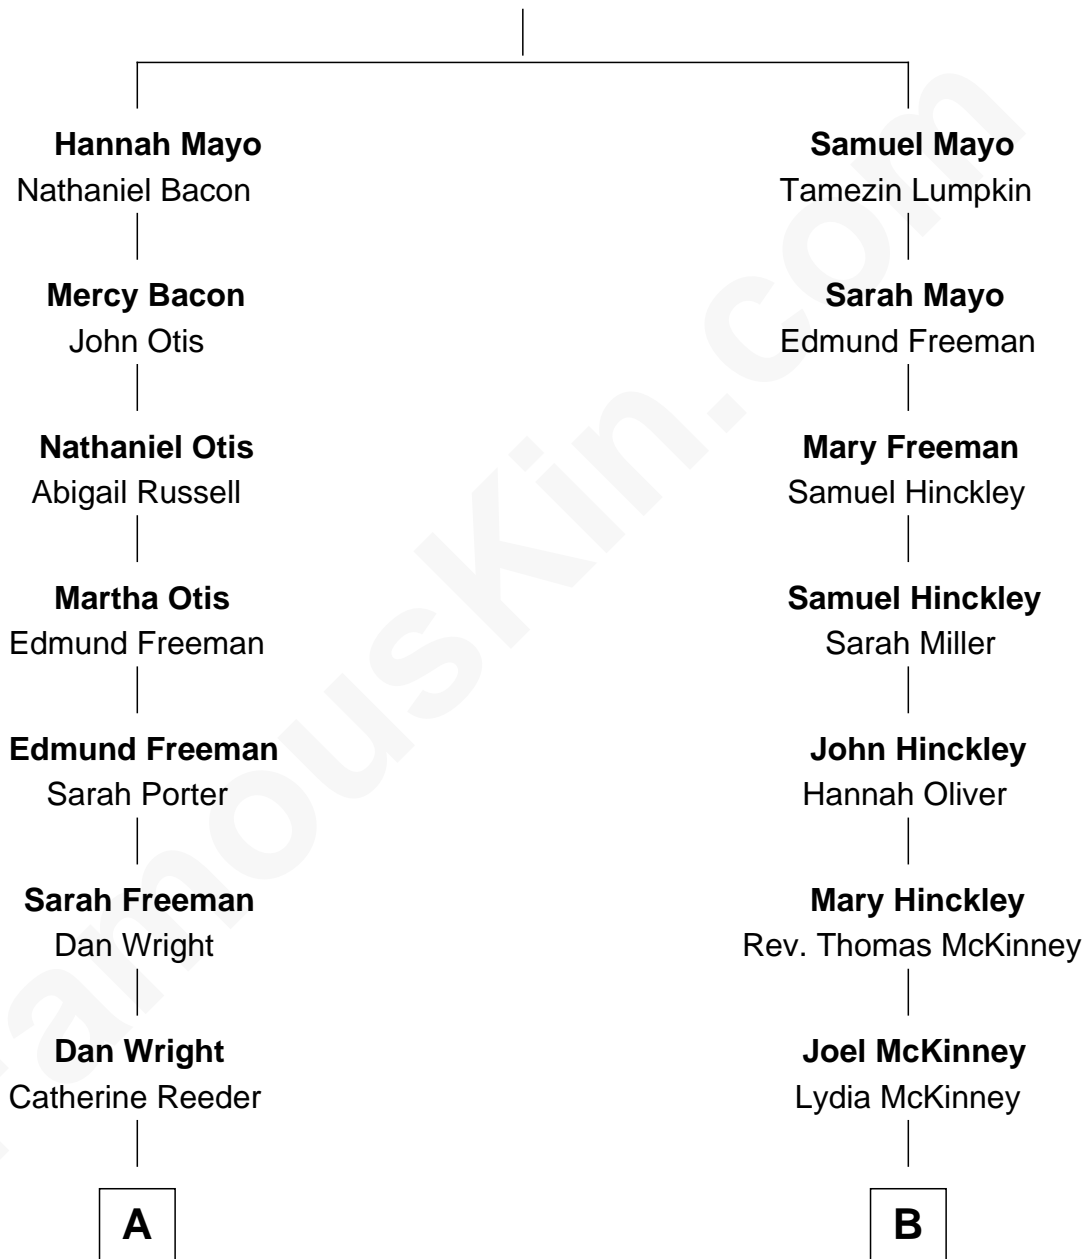 Hannah Mayo
Nathaniel Bacon
Mercy Bacon
John Otis
Nathaniel Otis
Abigail Russell
Martha Otis
Edmund Freeman
Edmund Freeman
Sarah Porter
Sarah Freeman
Dan Wright
Dan Wright
Catherine Reeder
A
Samuel Mayo
Tamezin Lumpkin
Sarah Mayo
Edmund Freeman
Mary Freeman
Samuel Hinckley
Samuel Hinckley
Sarah Miller
John Hinckley
Hannah Oliver
Mary Hinckley
Rev. Thomas McKinney
Joel McKinney
Lydia McKinney
B
FamousKin.com